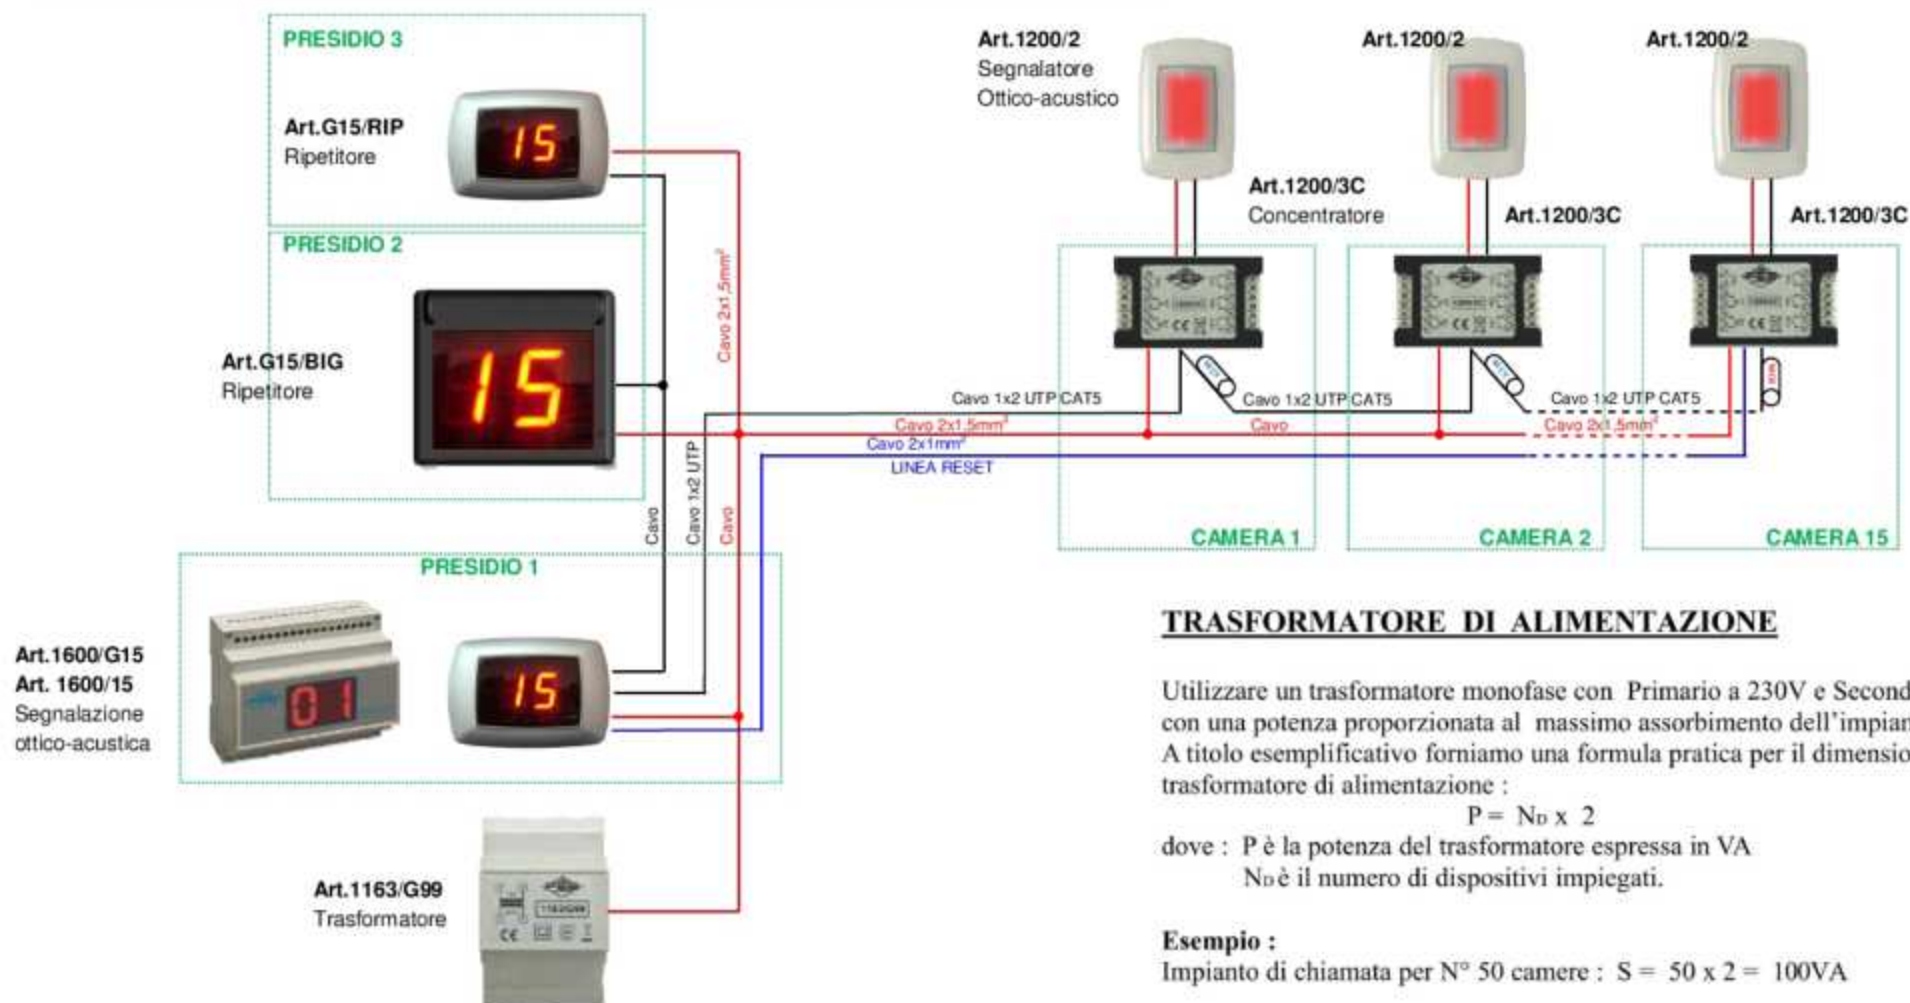 PRESIDIO 3
Art.G15/RIP
Ripetitore
15
PRESIDIO 2
Art.G15/BIG
Ripetitore
15
Cavo 2x1,5mm²
Cavo
Cavo 1x2 UTP
Cavo
PRESIDIO 1
Art.1600/G15
Art. 1600/15
Segnalazione
ottico-acustica
01
15
Art.1163/G99
Trasformatore
1163/G99
CE
Art.1200/2
Segnalatore
Ottico-acustico
Art.1200/2
Art.1200/2
Art.1200/3C
Concentratore
Art.1200/3C
Art.1200/3C
CE
CE
CE
Cavo 1x2 UTP CAT5
Cavo 1x2 UTP CAT5
Cavo 1x2 UTP CAT5
Cavo 2x1,5mm²
Cavo
Cavo 2x1,5mm²
Cavo 2x1mm²
LINEA RESET
CAMERA 1
CAMERA 2
CAMERA 15
TRASFORMATORE DI ALIMENTAZIONE
Utilizzare un trasformatore monofase con Primario a 230V e Second
con una potenza proporzionata al massimo assorbimento dell'impian
A titolo esemplificativo forniamo una formula pratica per il dimensio
trasformatore di alimentazione :
P = ND x 2
dove : P è la potenza del trasformatore espressa in VA
ND è il numero di dispositivi impiegati.
Esempio :
Impianto di chiamata per N° 50 camere : S = 50 x 2 = 100VA